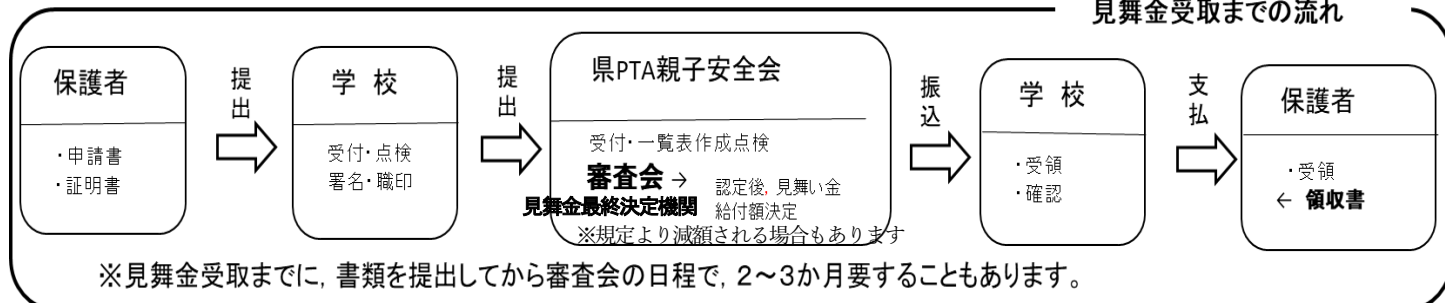 見舞金受取までの流れ
保護者
・申請書
・証明書
提出
学 校
受付・点検
署名・職印
提出
県PTA親子安全会
受付・一覧表作成点検
審査会→ 認定後, 見舞い金
見舞金最終決定機関 給付額決定
※規定より減額される場合もあります
振込
学 校
・受領
・確認
支払
保護者
・受領
← 領収書
※見舞金受取までに, 書類を提出してから審査会の日程で, 2～3か月要することもあります。